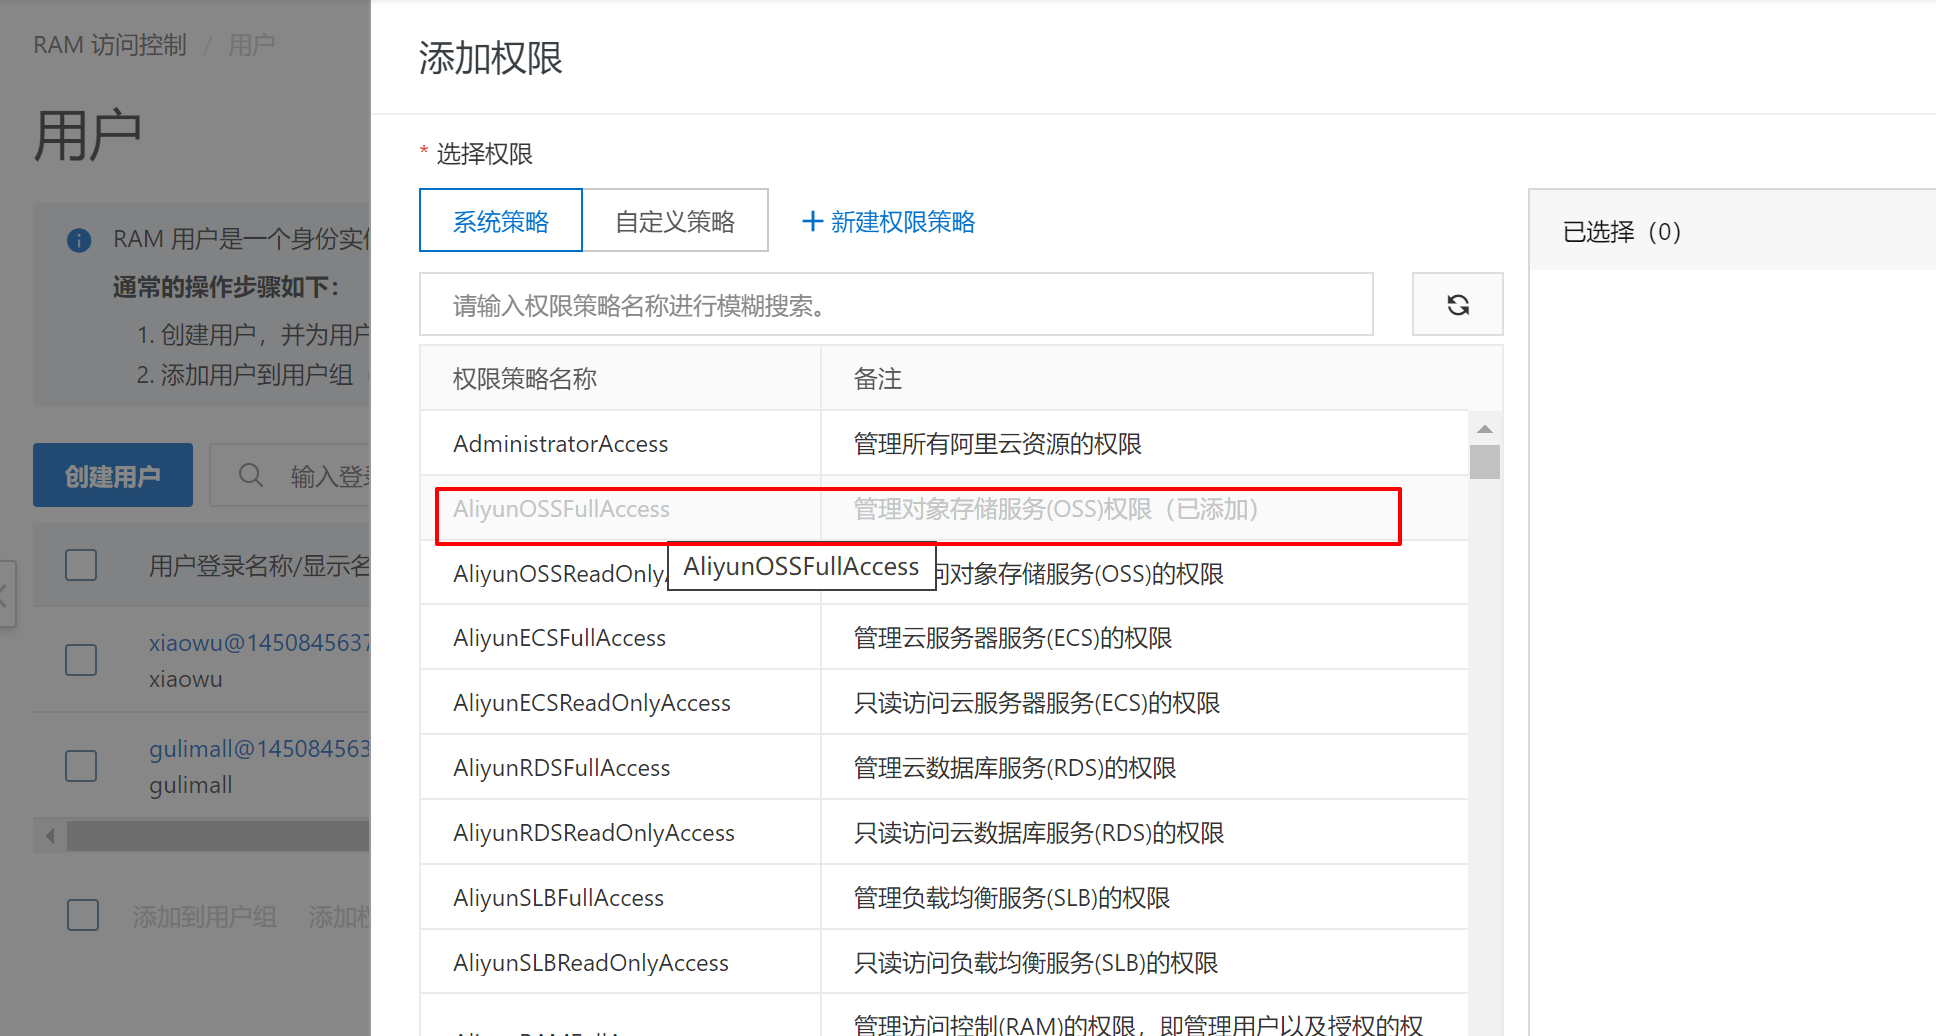 RAM 访问控制 / 用户
用户
RAM 用户是一个身份实
通常的操作步骤如下：
1. 创建用户，并为用户
2. 添加用户到用户组
创建用户
输入登
用户登录名称/显示名
xiaowu@1450845637
xiaowu
gulimall@145084563
gulimall
添加到用户组 添加
添加权限
* 选择权限
系统策略 自定义策略 新建权限策略
请输入权限策略名称进行模糊搜索。
权限策略名称 备注
AdministratorAccess 管理所有阿里云资源的权限
AliyunOSSFullAccess 管理对象存储服务(OSS)权限（已添加）
AliyunOSSReadOnly 问对象存储服务(OSS)的权限
AliyunOSSFullAccess
AliyunECSFullAccess 管理云服务器服务(ECS)的权限
AliyunECSReadOnlyAccess 只读访问云服务器服务(ECS)的权限
AliyunRDSFullAccess 管理云数据库服务(RDS)的权限
AliyunRDSReadOnlyAccess 只读访问云数据库服务(RDS)的权限
AliyunSLBFullAccess 管理负载均衡服务(SLB)的权限
AliyunSLBReadOnlyAccess 只读访问负载均衡服务(SLB)的权限
管理访问控制(RAM)的权限，即管理用户以及授权的权
已选择（0）